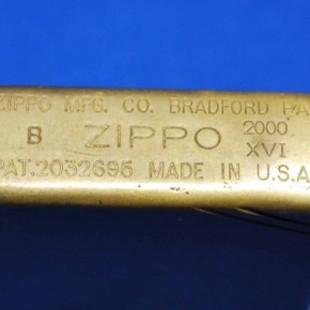 ZIPPO MFG. CO. BRADFORD PA
B ZIPPO 2000 XVI
PAT.2032695 MADE IN U.S.A